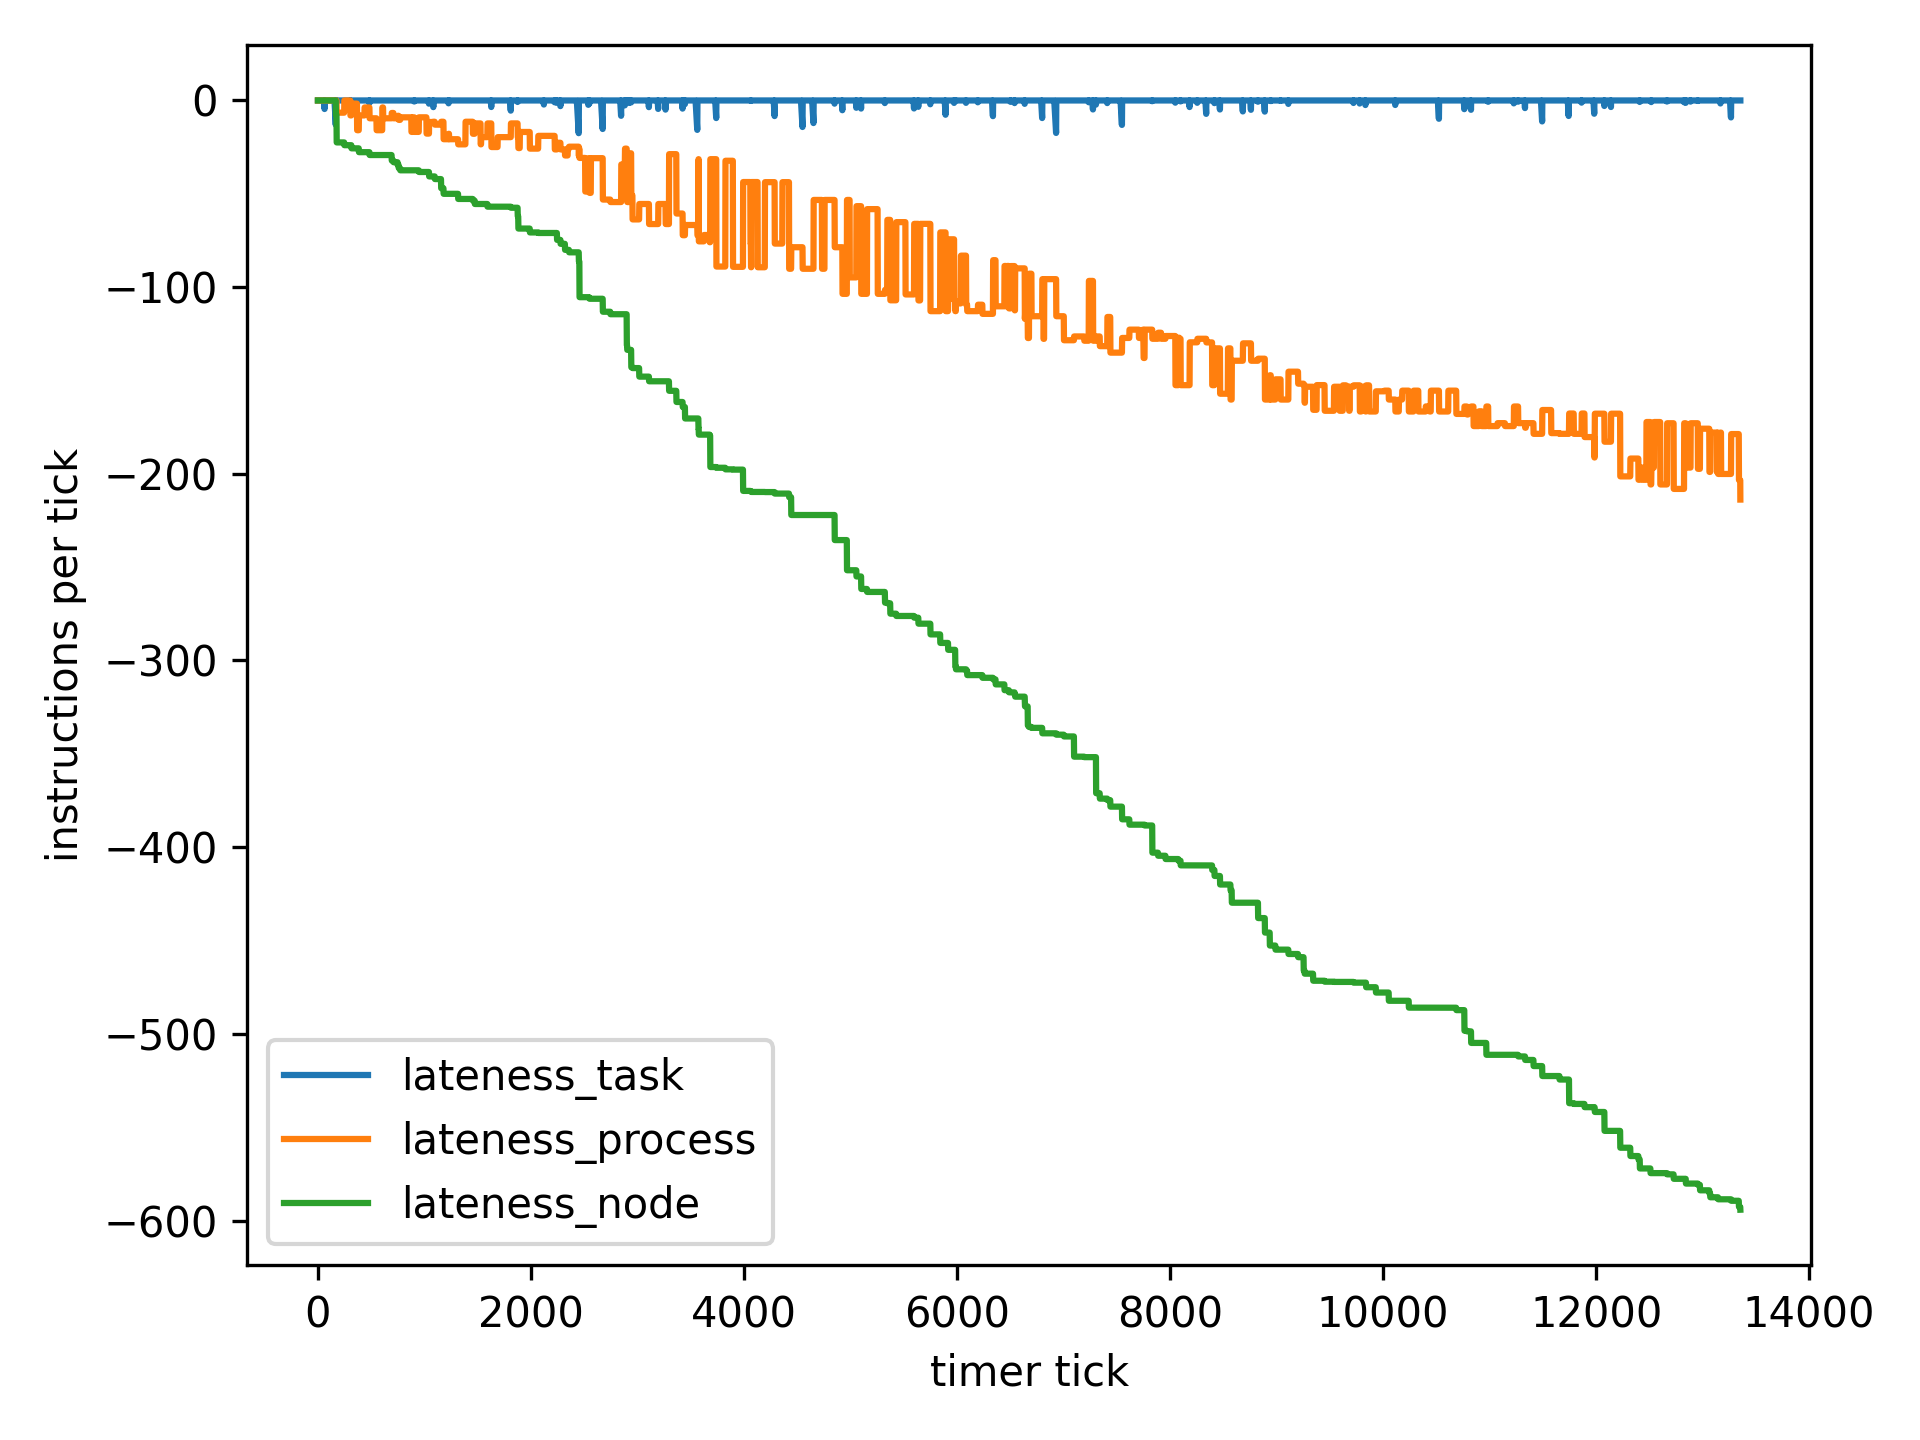 0
−100
−200
−300
−400
−500
−600
instructions per tick
lateness_task
lateness_process
lateness_node
0 2000 4000 6000 8000 10000 12000 14000
timer tick